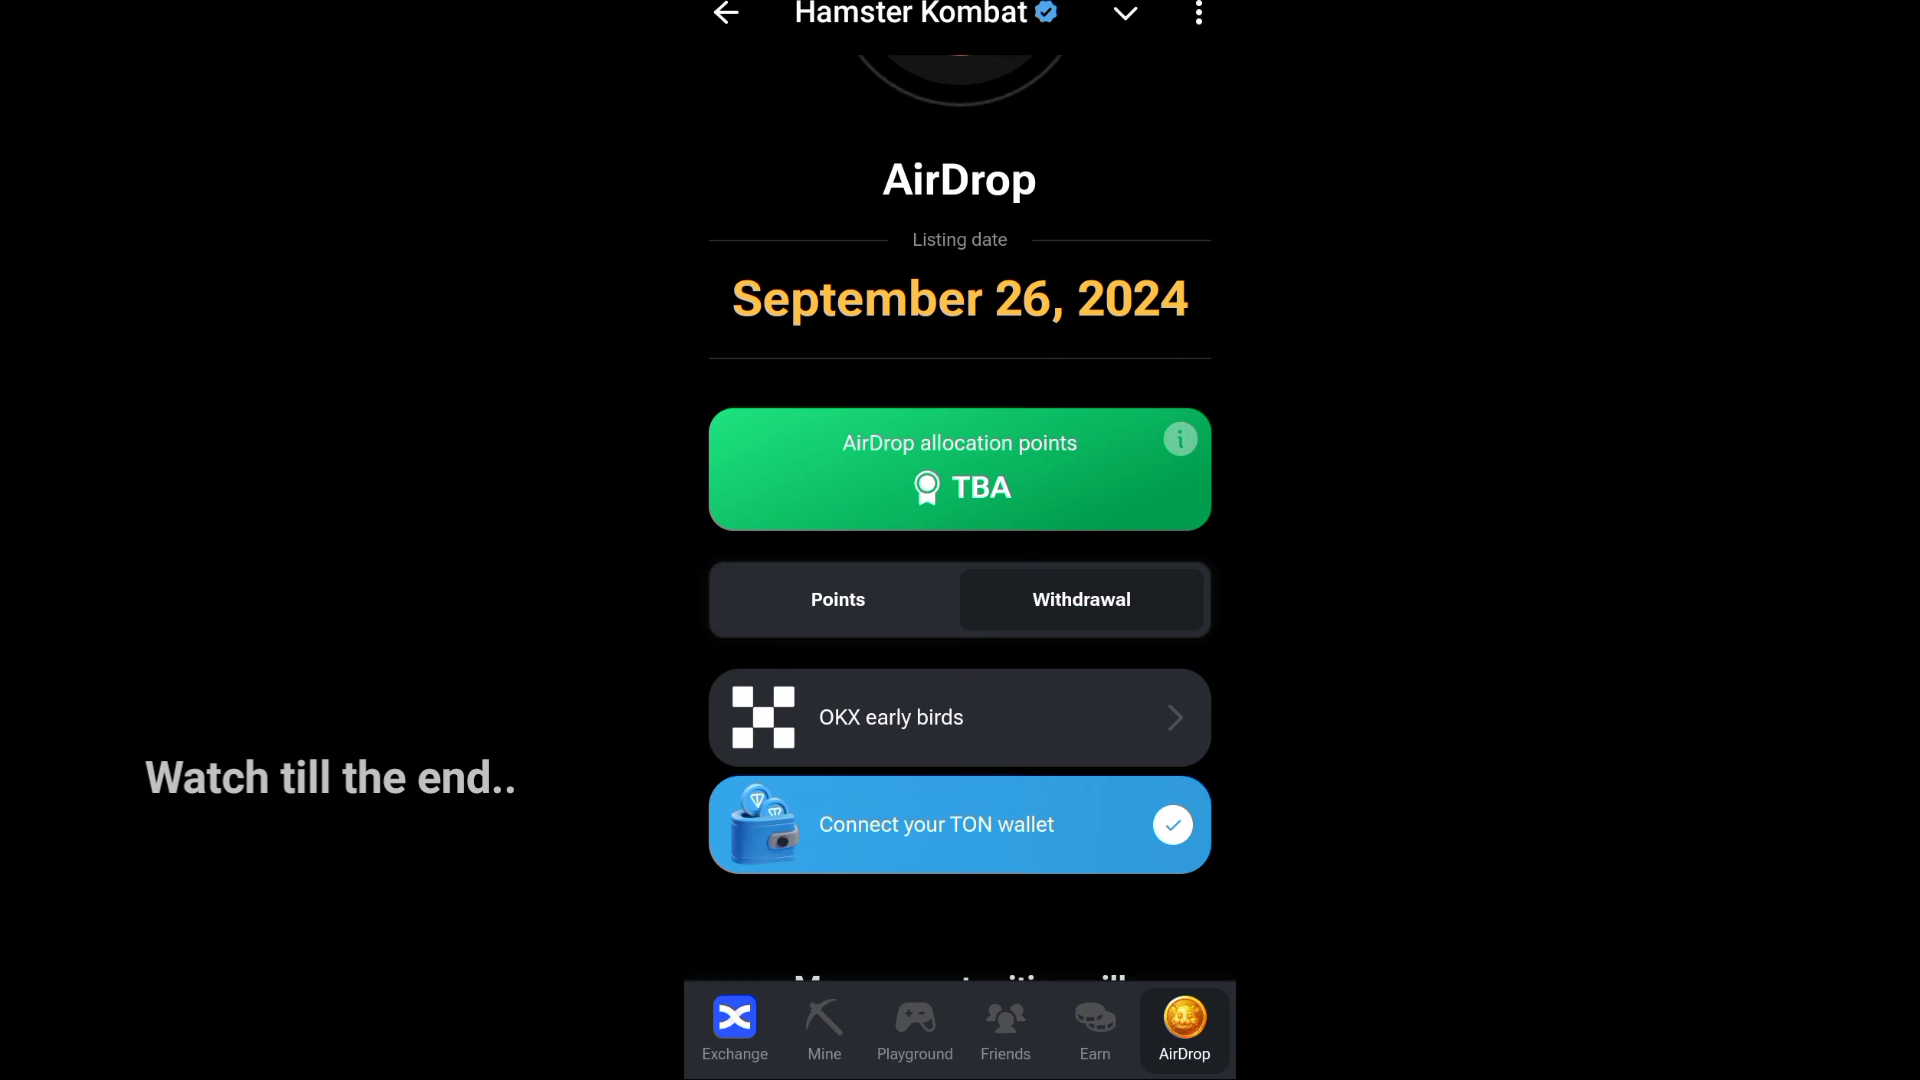 Hamster Kombat
AirDrop
Listing date
September 26, 2024
AirDrop allocation points
TBA
Points Withdrawal
OKX early birds
Watch till the end..
Connect your TON wallet
Exchange Mine Playground Friends Earn AirDrop